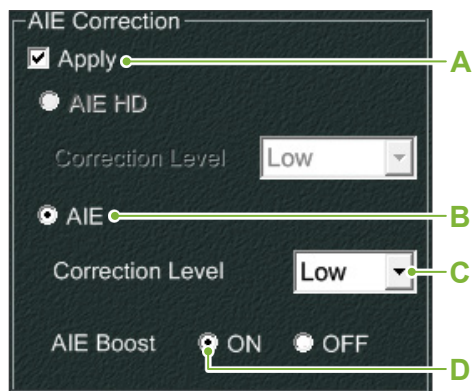 AIE Correction
Apply A
AIE HD
Correction Level Low
AIE B
Correction Level Low C
AIE Boost ON OFF
D